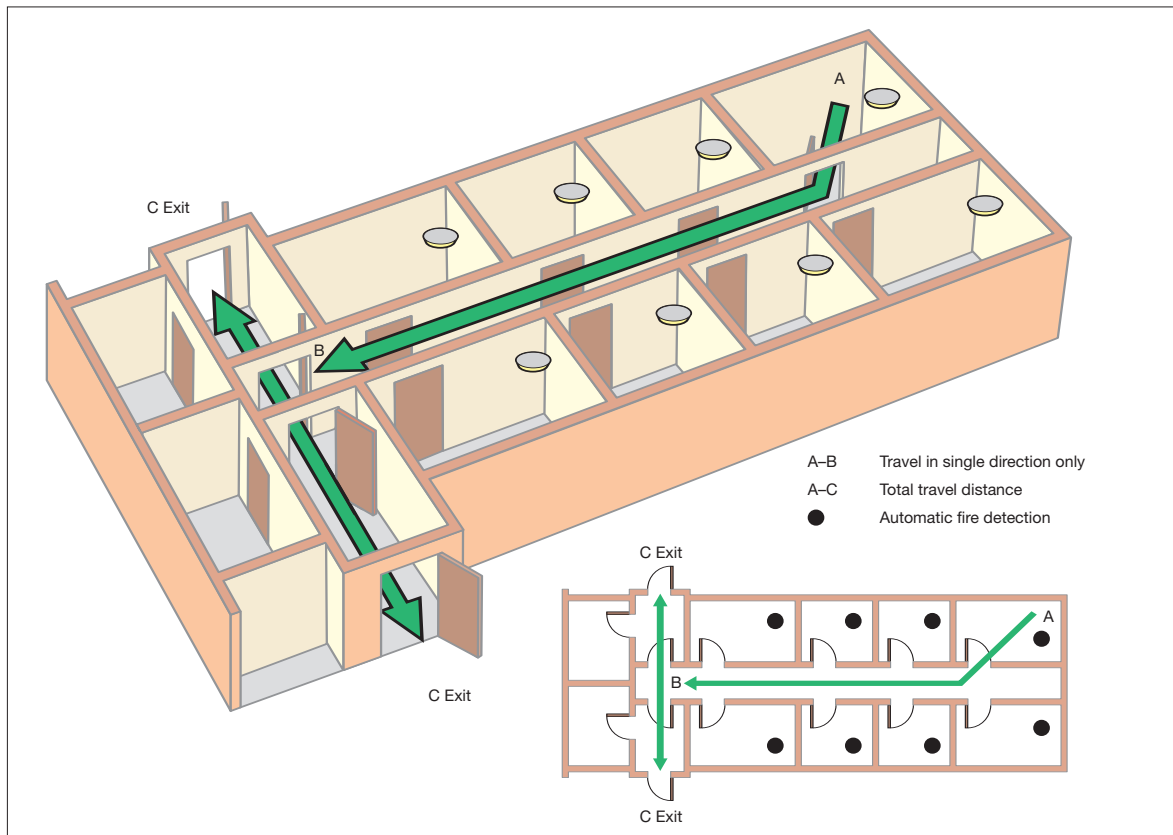 A
C Exit
B
A–B Travel in single direction only
A–C Total travel distance
Automatic fire detection
C Exit
C Exit
A
B
C Exit